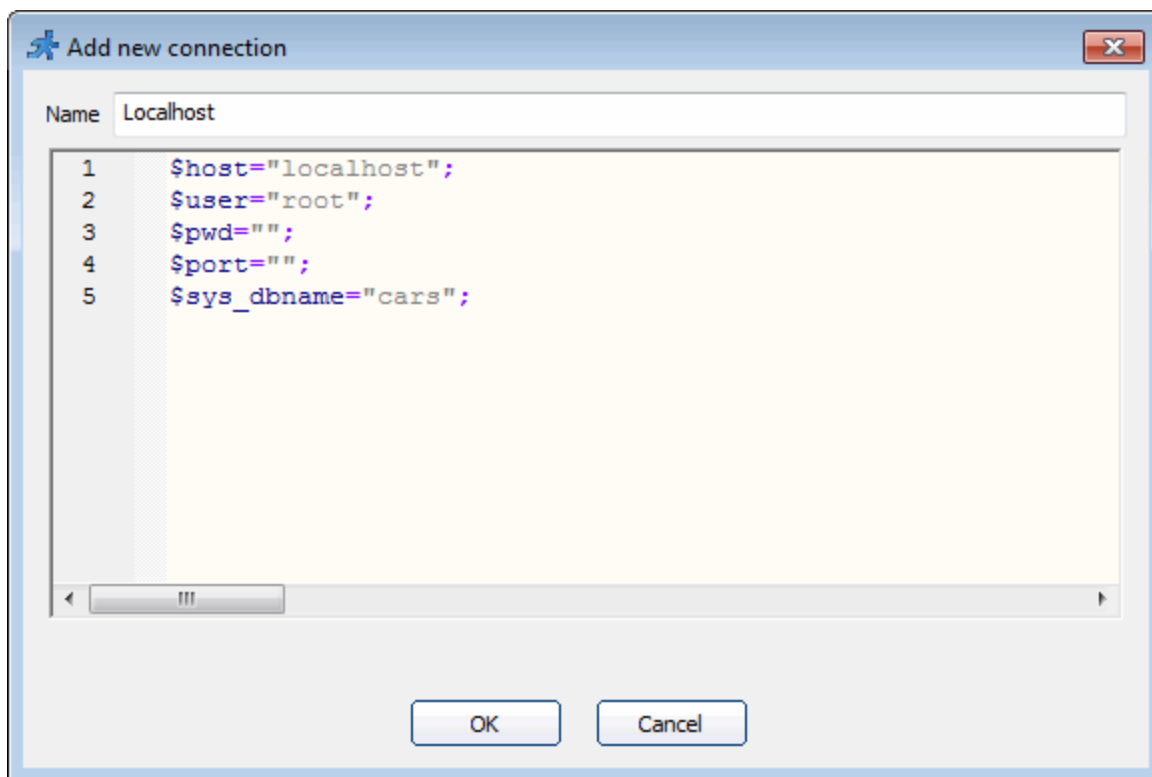 Add new connection
Name Localhost
1 $host="localhost";
2 $user="root";
3 $pwd="";
4 $port="";
5 $sys_dbname="cars";
OK Cancel